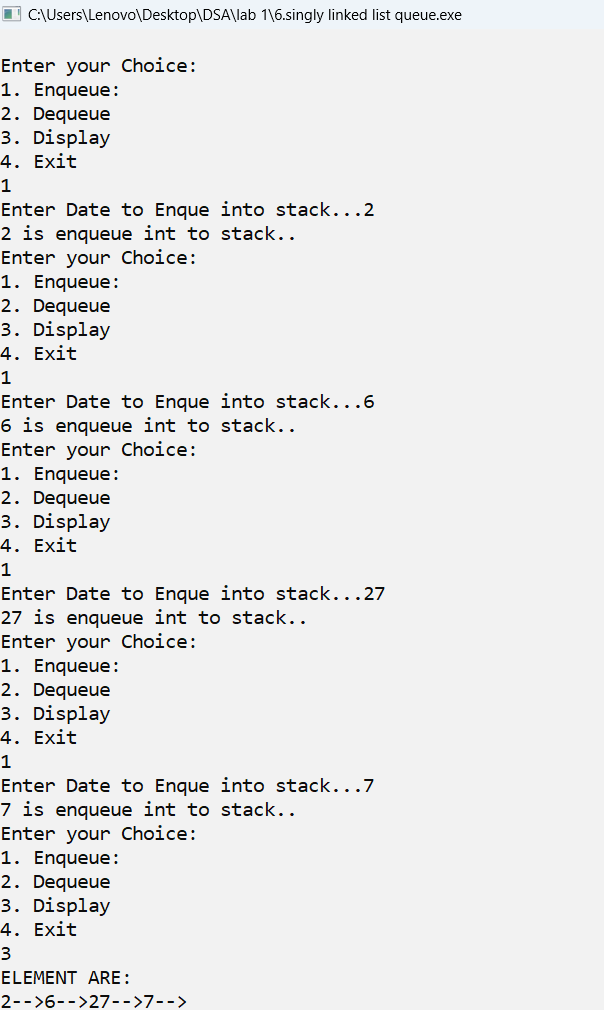 C:\Users\Lenovo\Desktop\DSA\lab 1\6.singly linked list queue.exe
Enter your Choice:
1. Enqueue:
2. Dequeue
3. Display
4. Exit
1
Enter Date to Enque into stack...2
2 is enqueue int to stack..
Enter your Choice:
1. Enqueue:
2. Dequeue
3. Display
4. Exit
1
Enter Date to Enque into stack...6
6 is enqueue int to stack..
Enter your Choice:
1. Enqueue:
2. Dequeue
3. Display
4. Exit
1
Enter Date to Enque into stack...27
27 is enqueue int to stack..
Enter your Choice:
1. Enqueue:
2. Dequeue
3. Display
4. Exit
1
Enter Date to Enque into stack...7
7 is enqueue int to stack..
Enter your Choice:
1. Enqueue:
2. Dequeue
3. Display
4. Exit
3
ELEMENT ARE:
2-->6-->27-->7-->